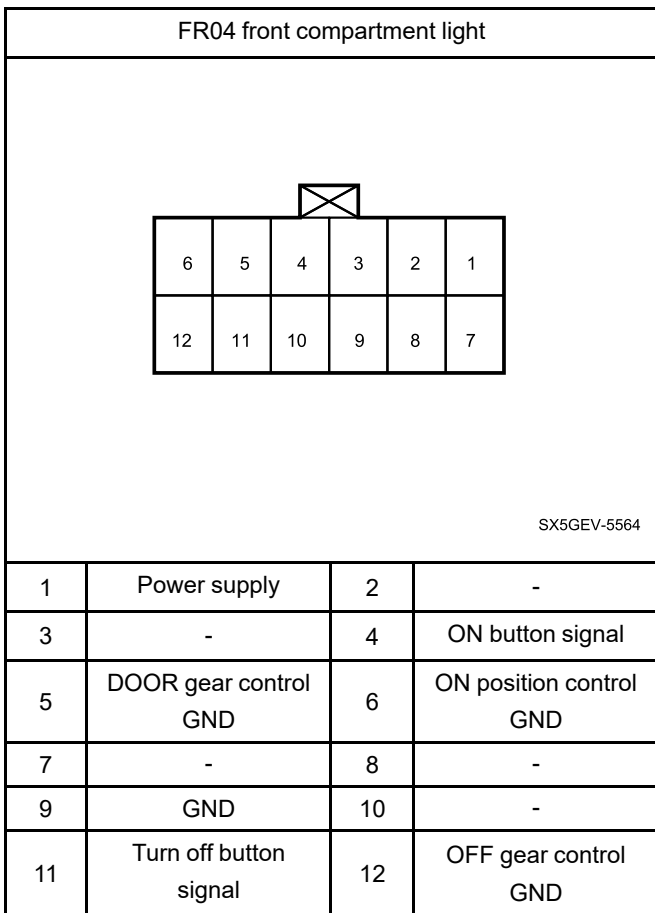 FR04 front compartment light
6 5 4 3 2 1
12 11 10 9 8 7
SX5GEV-5564
1 Power supply 2 -
3 - 4 ON button signal
5 DOOR gear control GND 6 ON position control GND
7 - 8 -
9 GND 10 -
11 Turn off button signal 12 OFF gear control GND